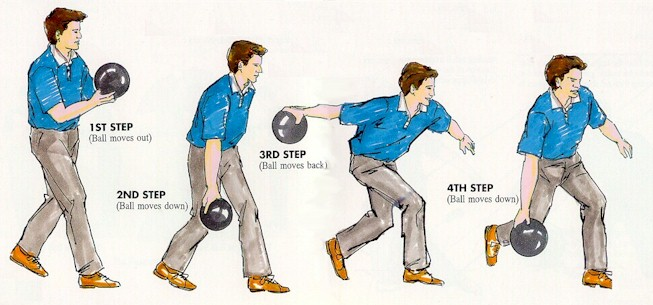 1ST STEP
(Ball moves out)
2ND STEP
(Ball moves down)
3RD STEP
(Ball moves back)
4TH STEP
(Ball moves down)